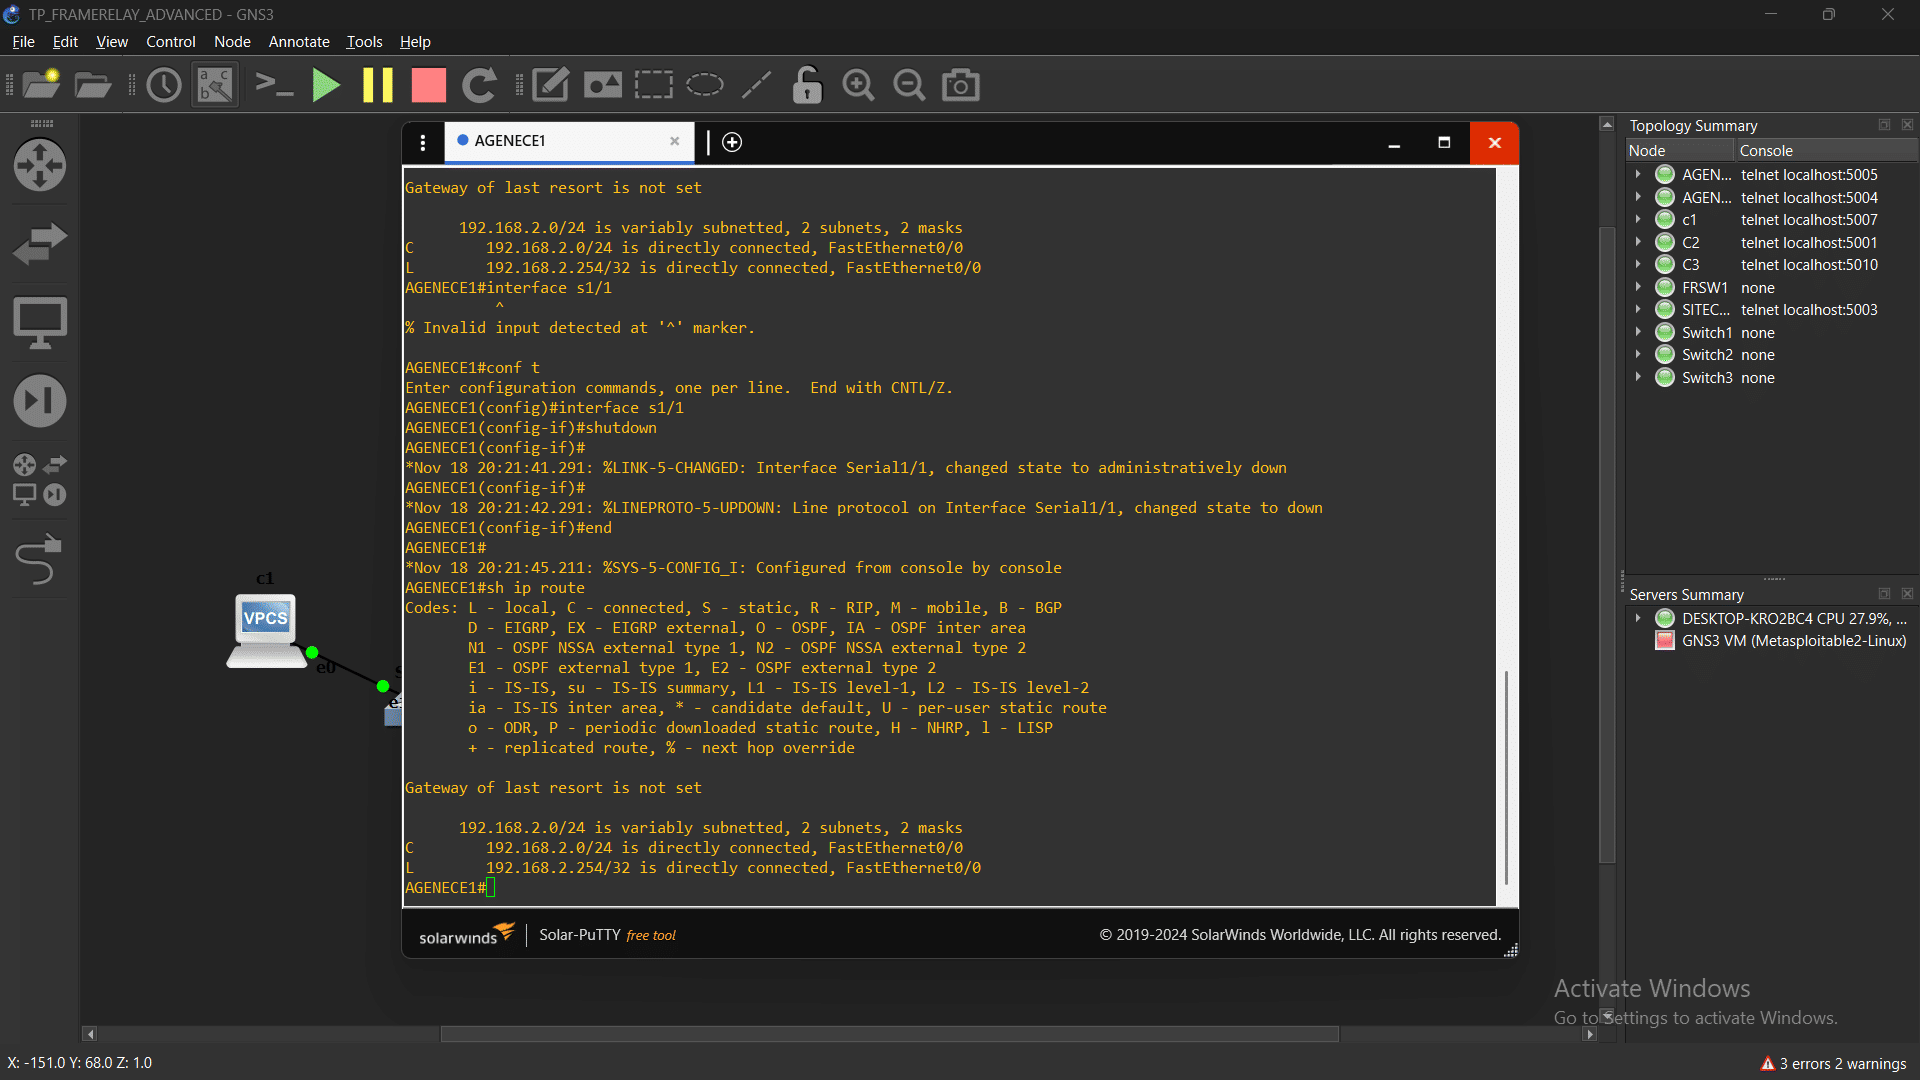 TP_FRAMERELAY_ADVANCED - GNS3
File Edit View Control Node Annotate Tools Help
AGENECE1
Gateway of last resort is not set
192.168.2.0/24 is variably subnetted, 2 subnets, 2 masks
C 192.168.2.0/24 is directly connected, FastEthernet0/0
L 192.168.2.254/32 is directly connected, FastEthernet0/0
AGENECE1#interface s1/1
^
% Invalid input detected at '^' marker.
AGENECE1#conf t
Enter configuration commands, one per line. End with CNTL/Z.
AGENECE1(config)#interface s1/1
AGENECE1(config-if)#shutdown
AGENECE1(config-if)#
*Nov 18 20:21:41.291: %LINK-5-CHANGED: Interface Serial1/1, changed state to administratively down
AGENECE1(config-if)#
*Nov 18 20:21:42.291: %LINEPROTO-5-UPDOWN: Line protocol on Interface Serial1/1, changed state to down
AGENECE1(config-if)#end
AGENECE1#
*Nov 18 20:21:45.211: %SYS-5-CONFIG_I: Configured from console by console
AGENECE1#sh ip route
Codes: L - local, C - connected, S - static, R - RIP, M - mobile, B - BGP
D - EIGRP, EX - EIGRP external, O - OSPF, IA - OSPF inter area
N1 - OSPF NSSA external type 1, N2 - OSPF NSSA external type 2
E1 - OSPF external type 1, E2 - OSPF external type 2
i - IS-IS, su - IS-IS summary, L1 - IS-IS level-1, L2 - IS-IS level-2
ia - IS-IS inter area, * - candidate default, U - per-user static route
o - ODR, P - periodic downloaded static route, H - NHRP, l - LISP
+ - replicated route, % - next hop override
Gateway of last resort is not set
192.168.2.0/24 is variably subnetted, 2 subnets, 2 masks
C 192.168.2.0/24 is directly connected, FastEthernet0/0
L 192.168.2.254/32 is directly connected, FastEthernet0/0
AGENECE1#
solarwinds Solar-PuTTY free tool © 2019-2024 SolarWinds Worldwide, LLC. All rights reserved.
c1
VPCS
e0
Topology Summary
Node Console
AGEN... telnet localhost:5005
AGEN... telnet localhost:5004
c1 telnet localhost:5007
C2 telnet localhost:5001
C3 telnet localhost:5010
FRSW1 none
SITEC... telnet localhost:5003
Switch1 none
Switch2 none
Switch3 none
Servers Summary
DESKTOP-KRO2BC4 CPU 27.9%, ...
GNS3 VM (Metasploitable2-Linux)
Activate Windows
Go to Settings to activate Windows.
X: -151.0 Y: 68.0 Z: 1.0
3 errors 2 warnings